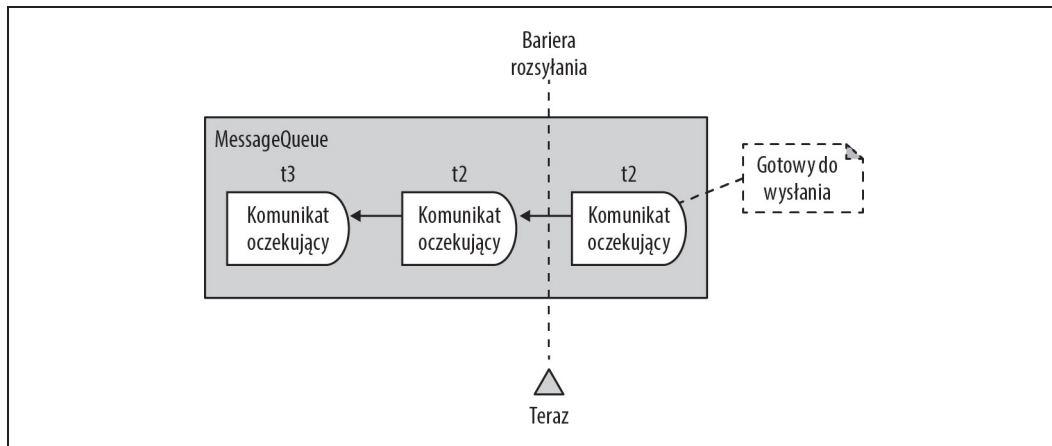 Bariera
rozsyłania
MessageQueue
t3
t2
t2
Komunikat
oczekujący
Komunikat
oczekujący
Komunikat
oczekujący
Gotowy do
wysłania
Teraz